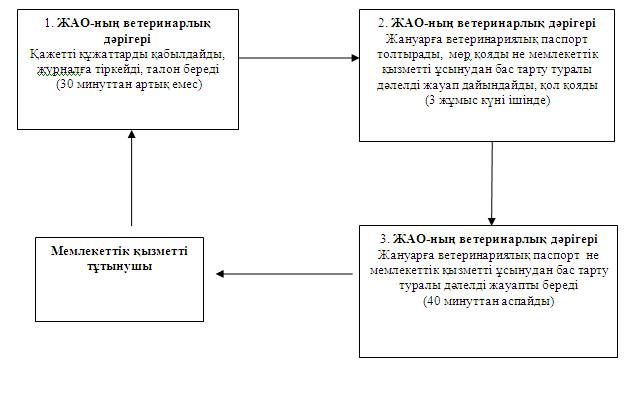 1. ЖАО-ның ветеринарлық
дәрігері
Қажетті құжаттарды қабылдайды,
журналға тіркейді, талон береді
(30 минуттан артық емес)
2. ЖАО-ның ветеринарлық дәрігері
Жануарға ветеринариялық паспорт
толтырады, мөр қояды не мемлекеттік
қызметті ұсынудан бас тарту туралы
дәлелді жауап дайындайды, қол қояды
(3 жұмыс күні ішінде)
Мемлекеттік қызметті
тұтынушы
3. ЖАО-ның ветеринарлық дәрігері
Жануарға ветеринариялық паспорт не
мемлекеттік қызметті ұсынудан бас тарту
туралы дәлелді жауапты береді
(40 минуттан аспайды)